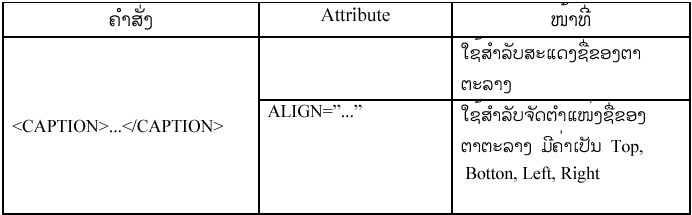 ຄຳສັ່ງ Attribute ໜ້າທີ່
ໃຊ້ສຳລັບສະແດງຊື່ຂອງຕາ
ຕະລາງ
<CAPTION>...</CAPTION>
ALIGN=”...”
ໃຊ້ສຳລັບຈັດຕຳແໜ່ງຊື່ຂອງ
ຕາຕະລາງ ມີຄ່າເປັນ Top,
Botton, Left, Right